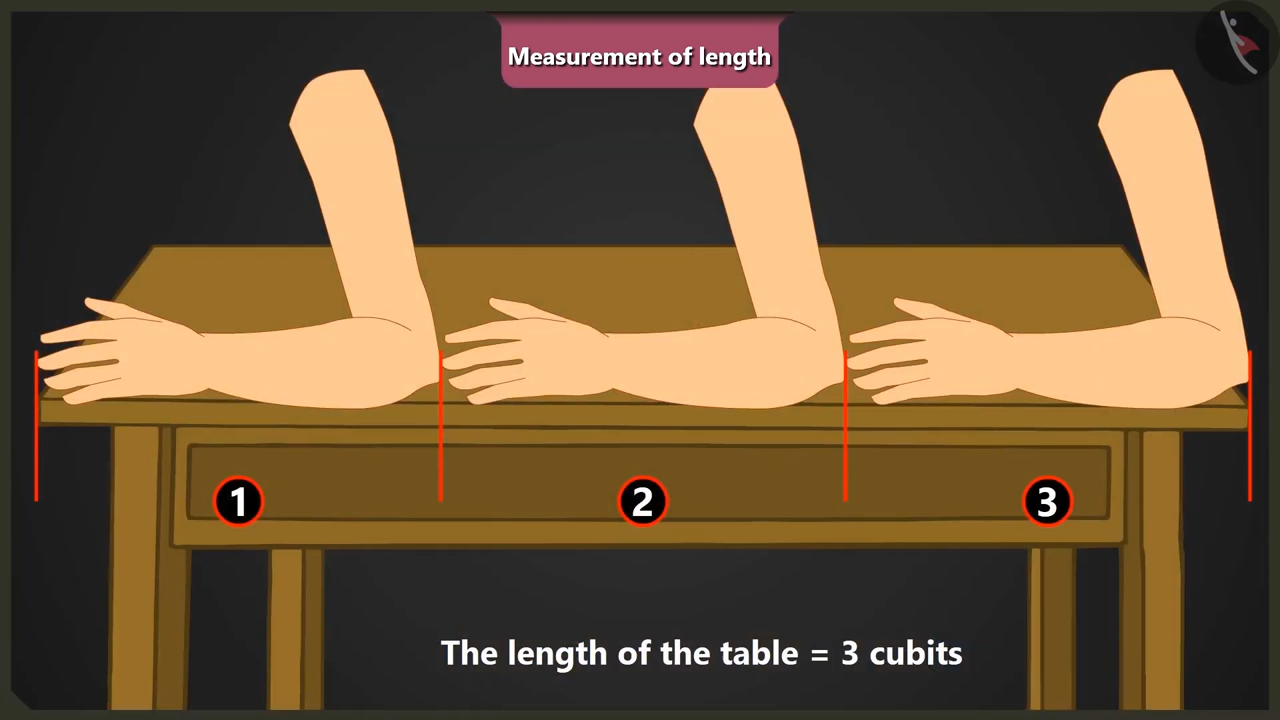 Measurement of length
1
2
3
The length of the table = 3 cubits